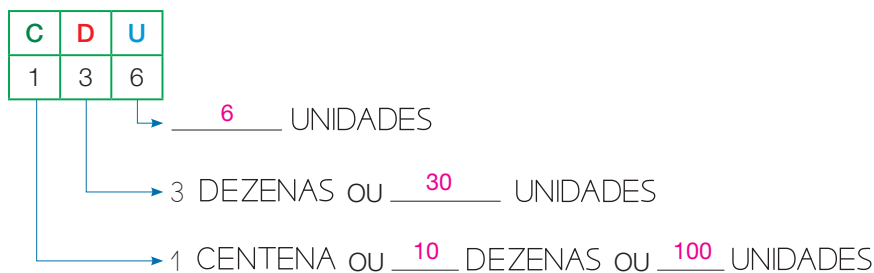 C D U
1 3 6
6 UNIDADES
3 DEZENAS OU 30 UNIDADES
1 CENTENA OU 10 DEZENAS OU 100 UNIDADES